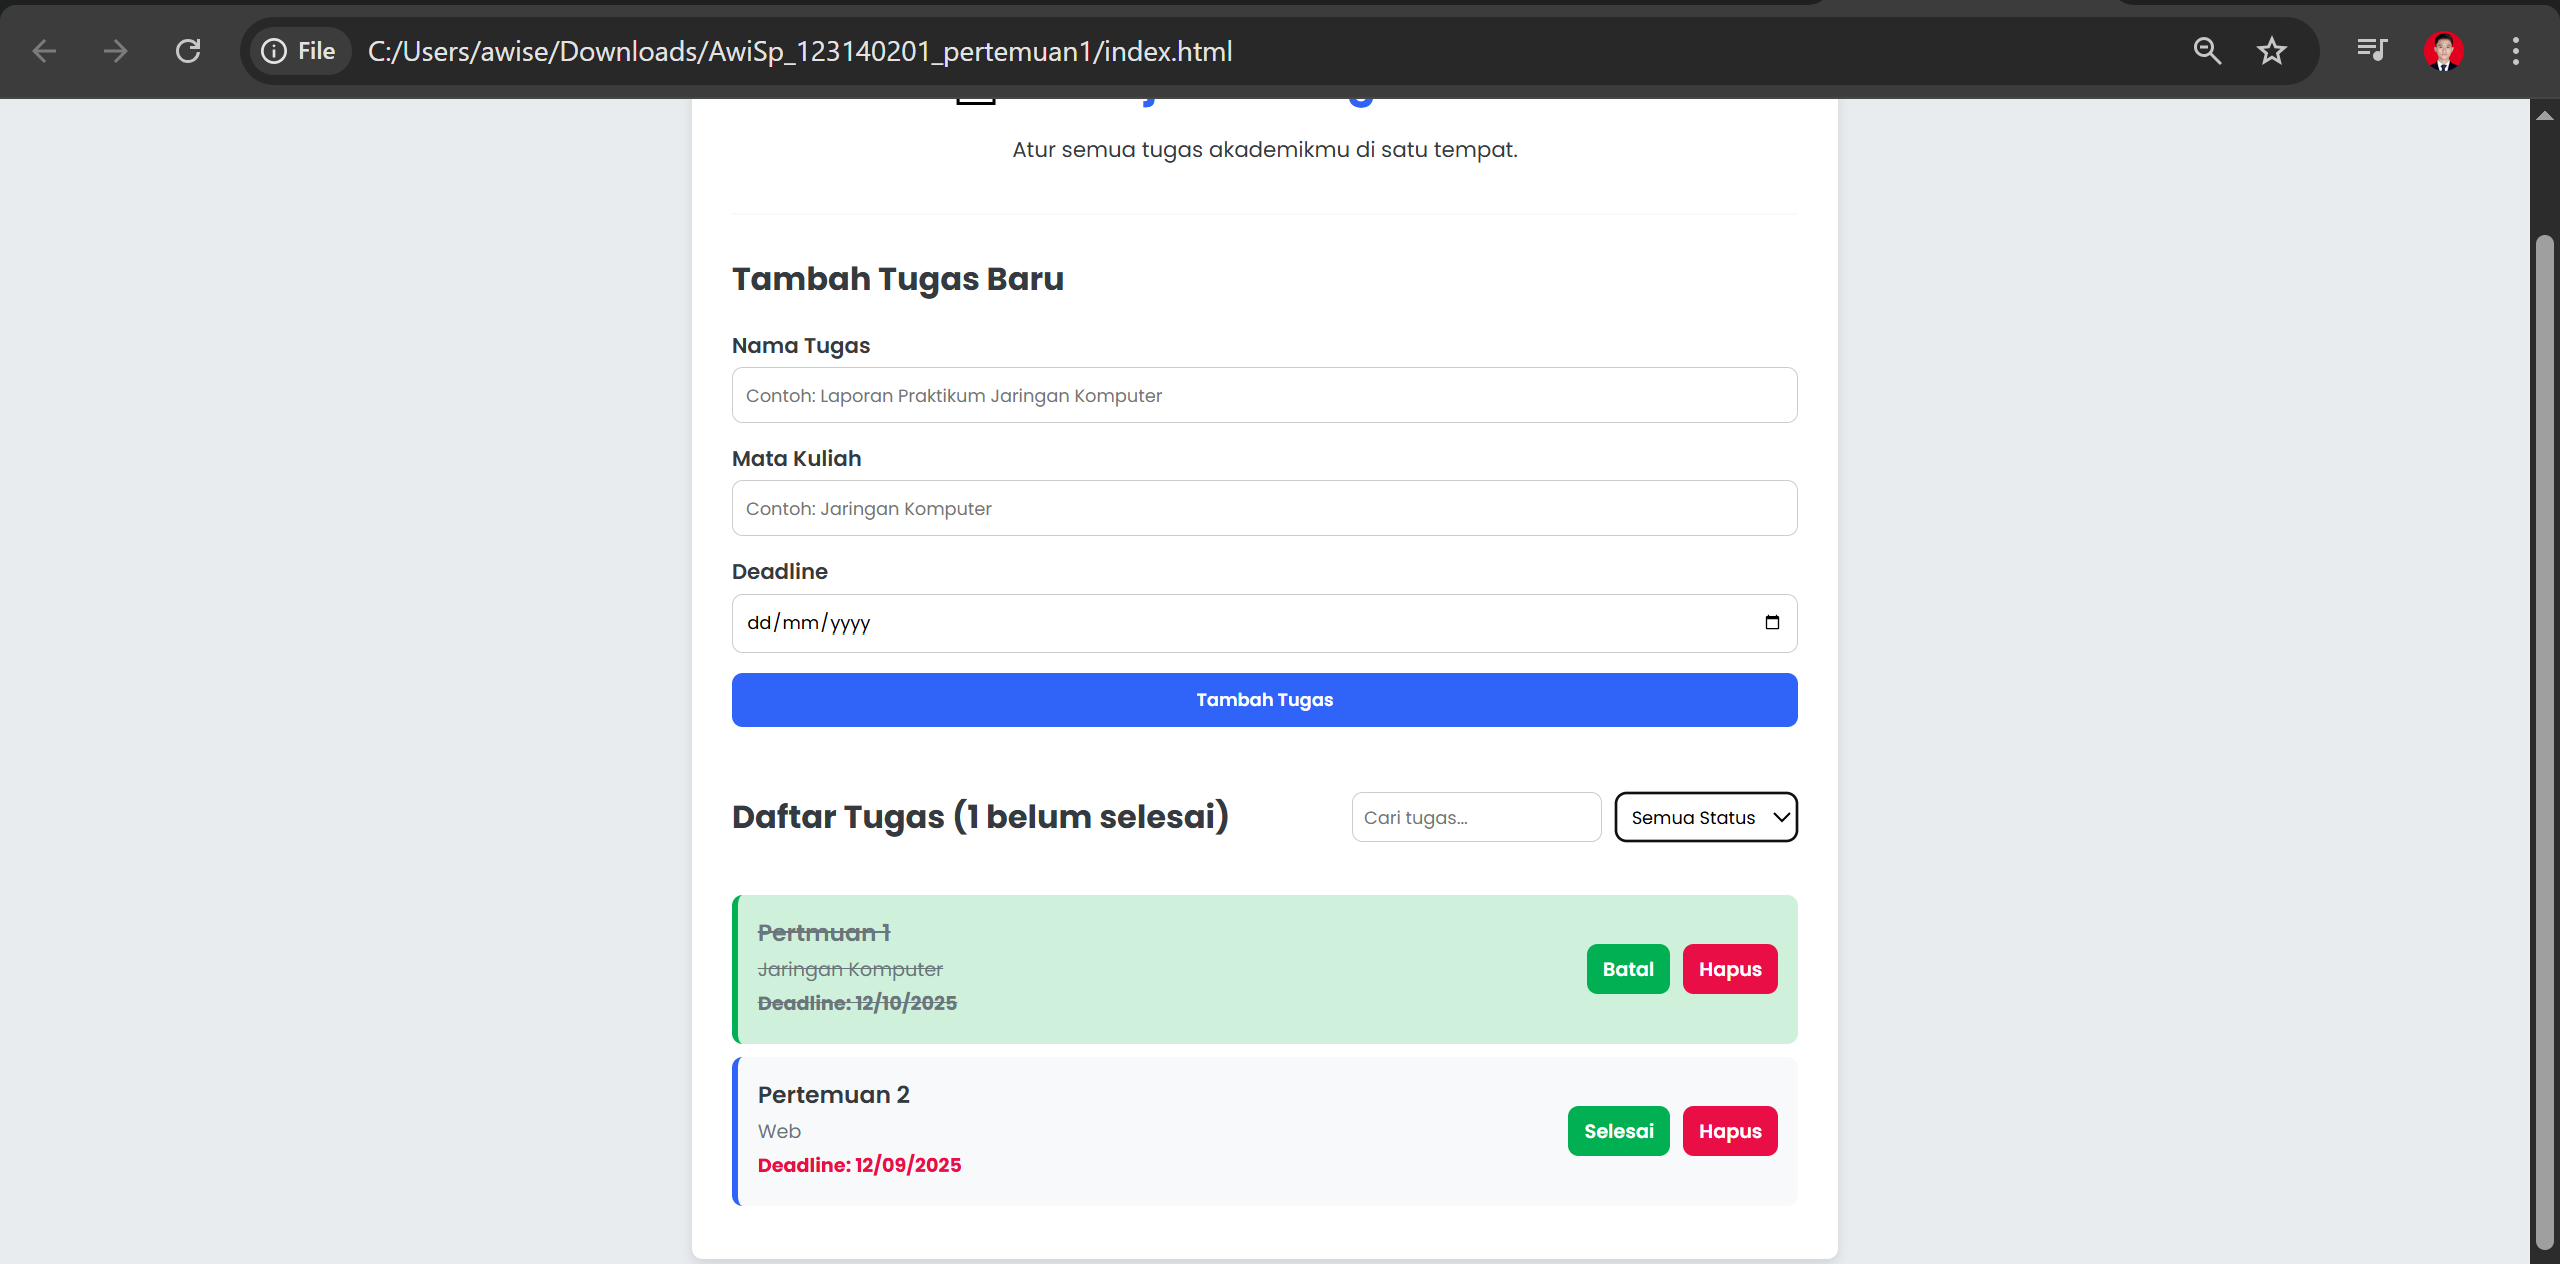 File C:/Users/awise/Downloads/AwiSp_123140201_pertemuan1/index.html
Atur semua tugas akademikmu di satu tempat.
Tambah Tugas Baru
Nama Tugas
Contoh: Laporan Praktikum Jaringan Komputer
Mata Kuliah
Contoh: Jaringan Komputer
Deadline
dd/mm/yyyy
Tambah Tugas
Daftar Tugas (1 belum selesai) Cari tugas... Semua Status
Pertmuan 1
Jaringan Komputer
Deadline: 12/10/2025
Batal Hapus
Pertemuan 2
Web
Deadline: 12/09/2025
Selesai Hapus